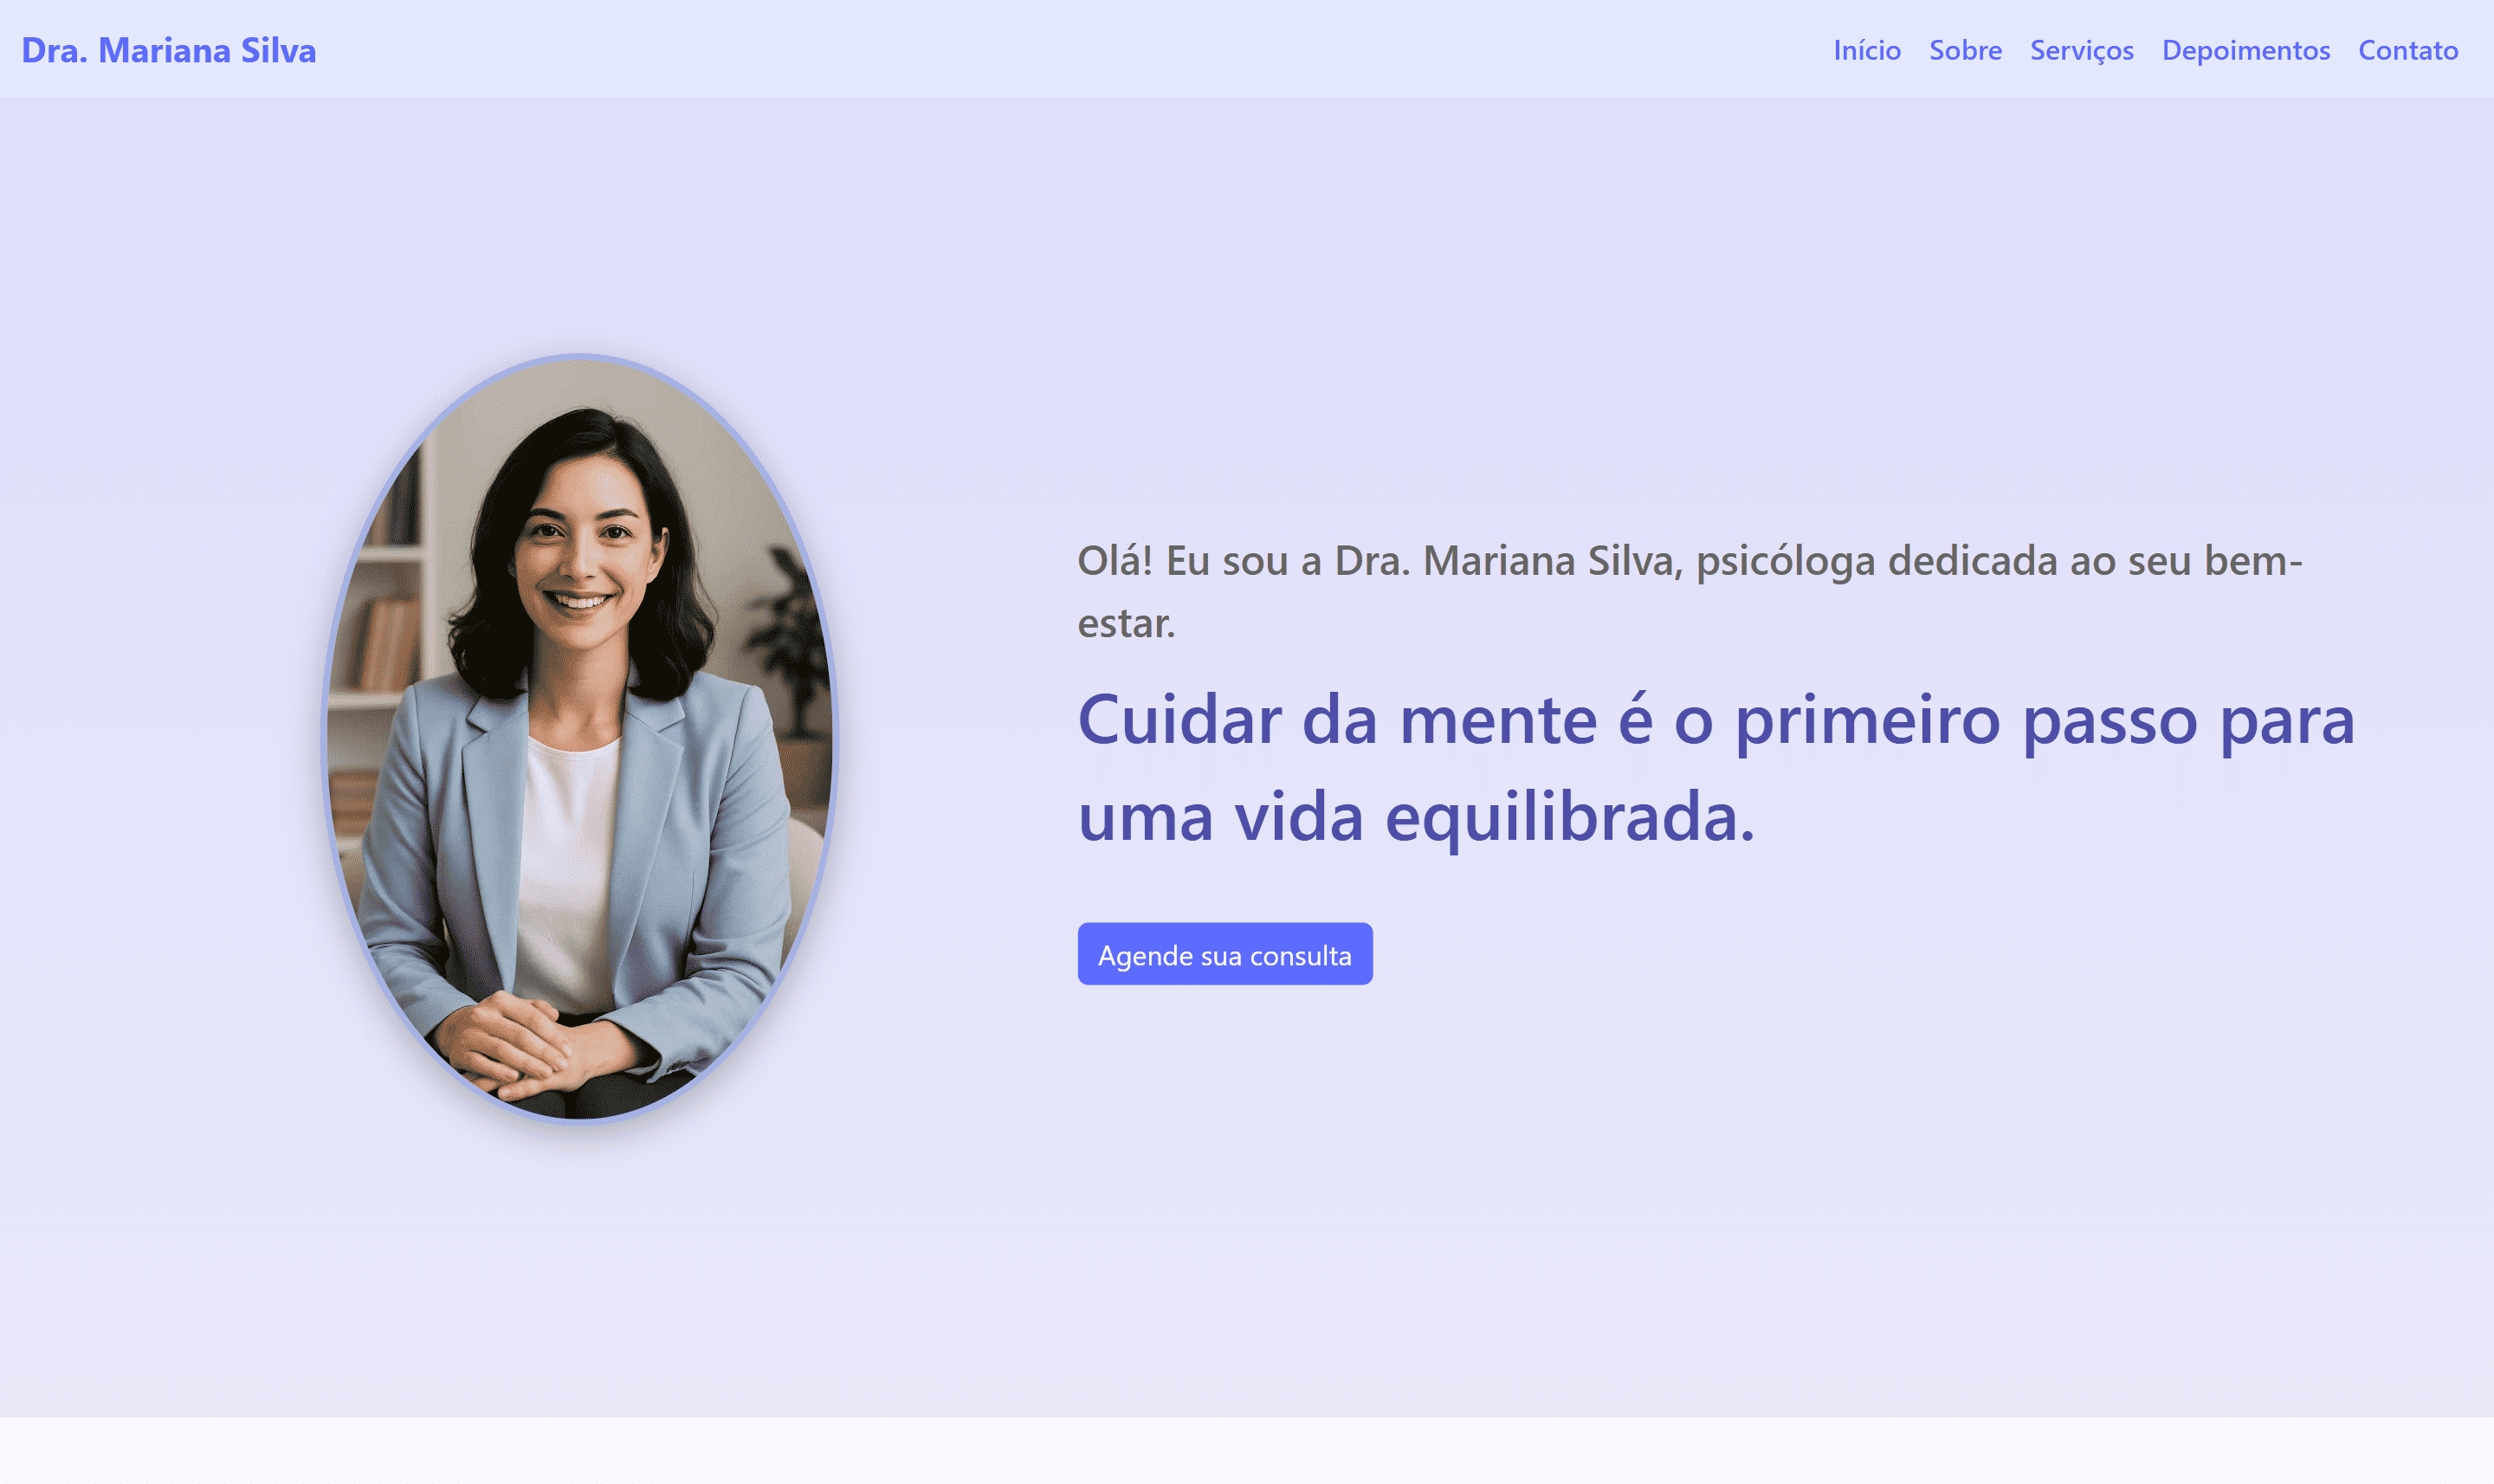 Dra. Mariana Silva
Início Sobre Serviços Depoimentos Contato
Olá! Eu sou a Dra. Mariana Silva, psicóloga dedicada ao seu bem-
estar.
Cuidar da mente é o primeiro passo para
uma vida equilibrada.
Agende sua consulta